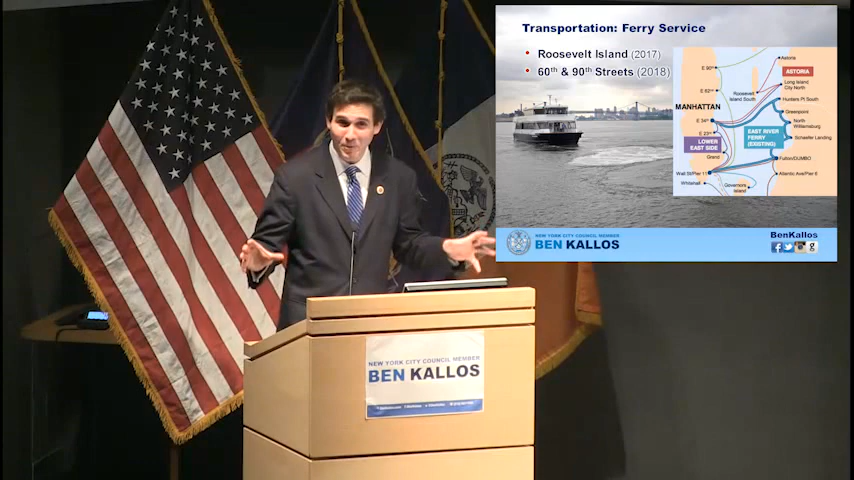 Transportation: Ferry Service
• Roosevelt Island (2017)
• 60th & 90th Streets (2018)
Astoria
E 90th
ASTORIA
Long Island
City North
E 62nd
Roosevelt
Island South
Hunters Pt South
MANHATTAN
Greenpoint
E 34th
North
Williamsburg
EAST RIVER
FERRY
(EXISTING)
E 23rd
Schaefer Landing
LOWER
EAST SIDE
Grand
Fulton/DUMBO
Wall St/Pier 11
Atlantic Ave/Pier 6
Whitehall
Governors
Island
NEW YORK CITY COUNCIL MEMBER
BEN KALLOS
BenKallos
f
g
NEW YORK CITY COUNCIL MEMBER
BEN KALLOS